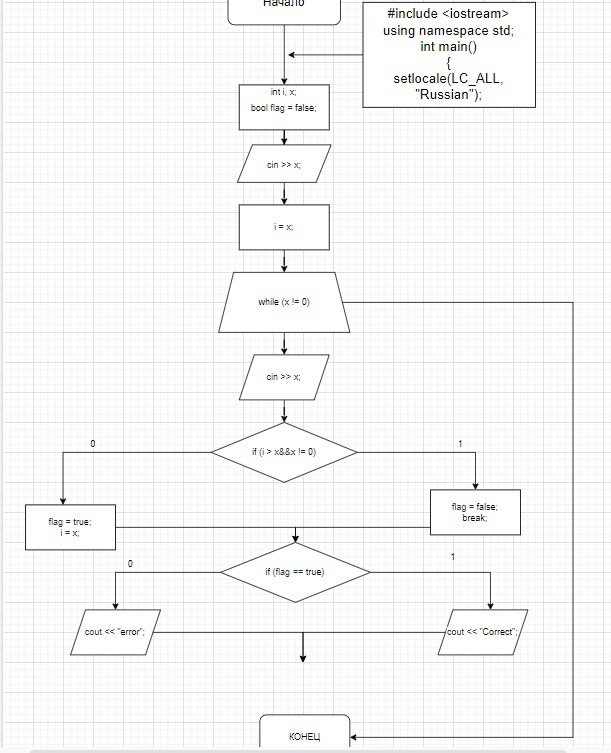 Начало
#include <iostream>
using namespace std;
int main()
{
setlocale(LC_ALL,
"Russian");
int i, x;
bool flag = false;
cin >> x;
i = x;
while (x != 0)
cin >> x;
if (i > x&&x != 0)
0
1
flag = true;
i = x;
flag = false;
break;
if (flag == true)
0
1
cout << "error";
cout << "Correct";
КОНЕЦ